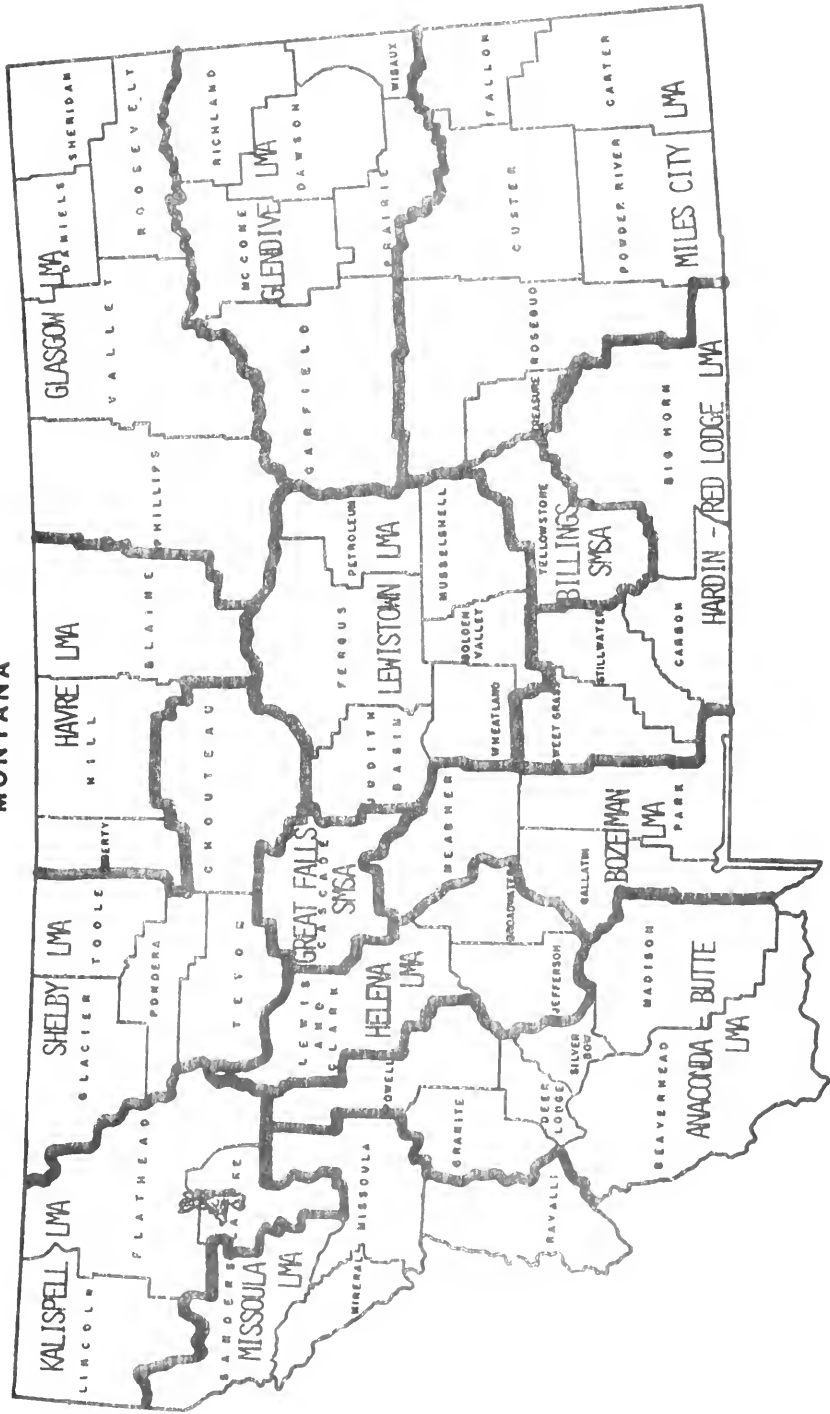 MONTANA
KALISPELL LMA
LINCOLN
FLATHEAD
SHELBY LMA
GLACIER
TOOLE
PONDERA
TETON
HAVRE LMA
HILL
BLAINE
PHILLIPS
CHOUTEAU
GLASGOW LMA
DANIELS
SHERIDAN
ROOSEVELT
RICHLAND
MCCONE
GLENDIVE LMA
DAWSON
WIBAUX
PRAIRIE
GARFIELD
SANDERS
MISSOULA
LMA
LAKE
MINERAL
MISSOULA
RAVALLI
GRANITE
POWELL
LEWIS
AND
CLARK
HELENA
LMA
GREAT FALLS
CASCADE
SMSA
JUDITH
BASIN
FERGUS
LEWISTOWN LMA
PETROLEUM
MUSSELSHELL
GOLDEN
VALLEY
WHEATLAND
MEAGHER
BROADWATER
JEFFERSON
DEER
LODGE
SILVER
BOW
BEAVERHEAD
ANACONDA - BUTTE
LMA
MADISON
GALLATIN
BOZEMAN
LMA
PARK
SWEET GRASS
STILLWATER
CARBON
YELLOWSTONE
BILLINGS
SMSA
BIG HORN
HARDIN - RED LODGE LMA
TREASURE
ROSEBUD
CUSTER
FALLON
CARTER
POWDER RIVER
MILES CITY LMA